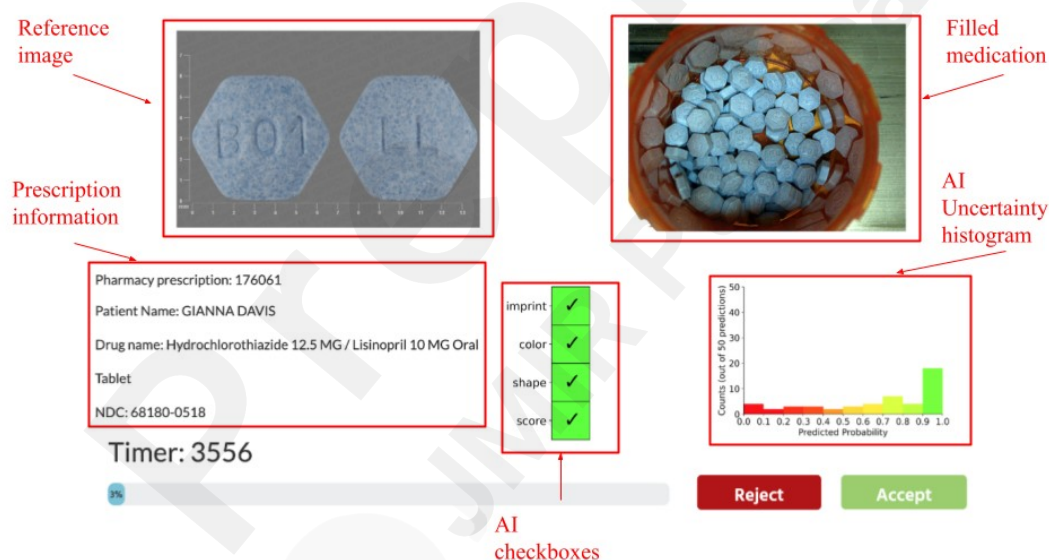 Reference
image
B01
LL
Filled
medication
Prescription
information
AI
Uncertainty
histogram
Pharmacy prescription: 176061
Patient Name: GIANNA DAVIS
Drug name: Hydrochlorothiazide 12.5 MG / Lisinopril 10 MG Oral
Tablet
NDC: 68180-0518
imprint ✓
color ✓
shape ✓
score ✓
Counts (out of 50 predictions)
50
40
30
20
10
0
0.0 0.1 0.2 0.3 0.4 0.5 0.6 0.7 0.8 0.9 1.0
Predicted Probability
Timer: 3556
3%
Reject
Accept
AI
checkboxes